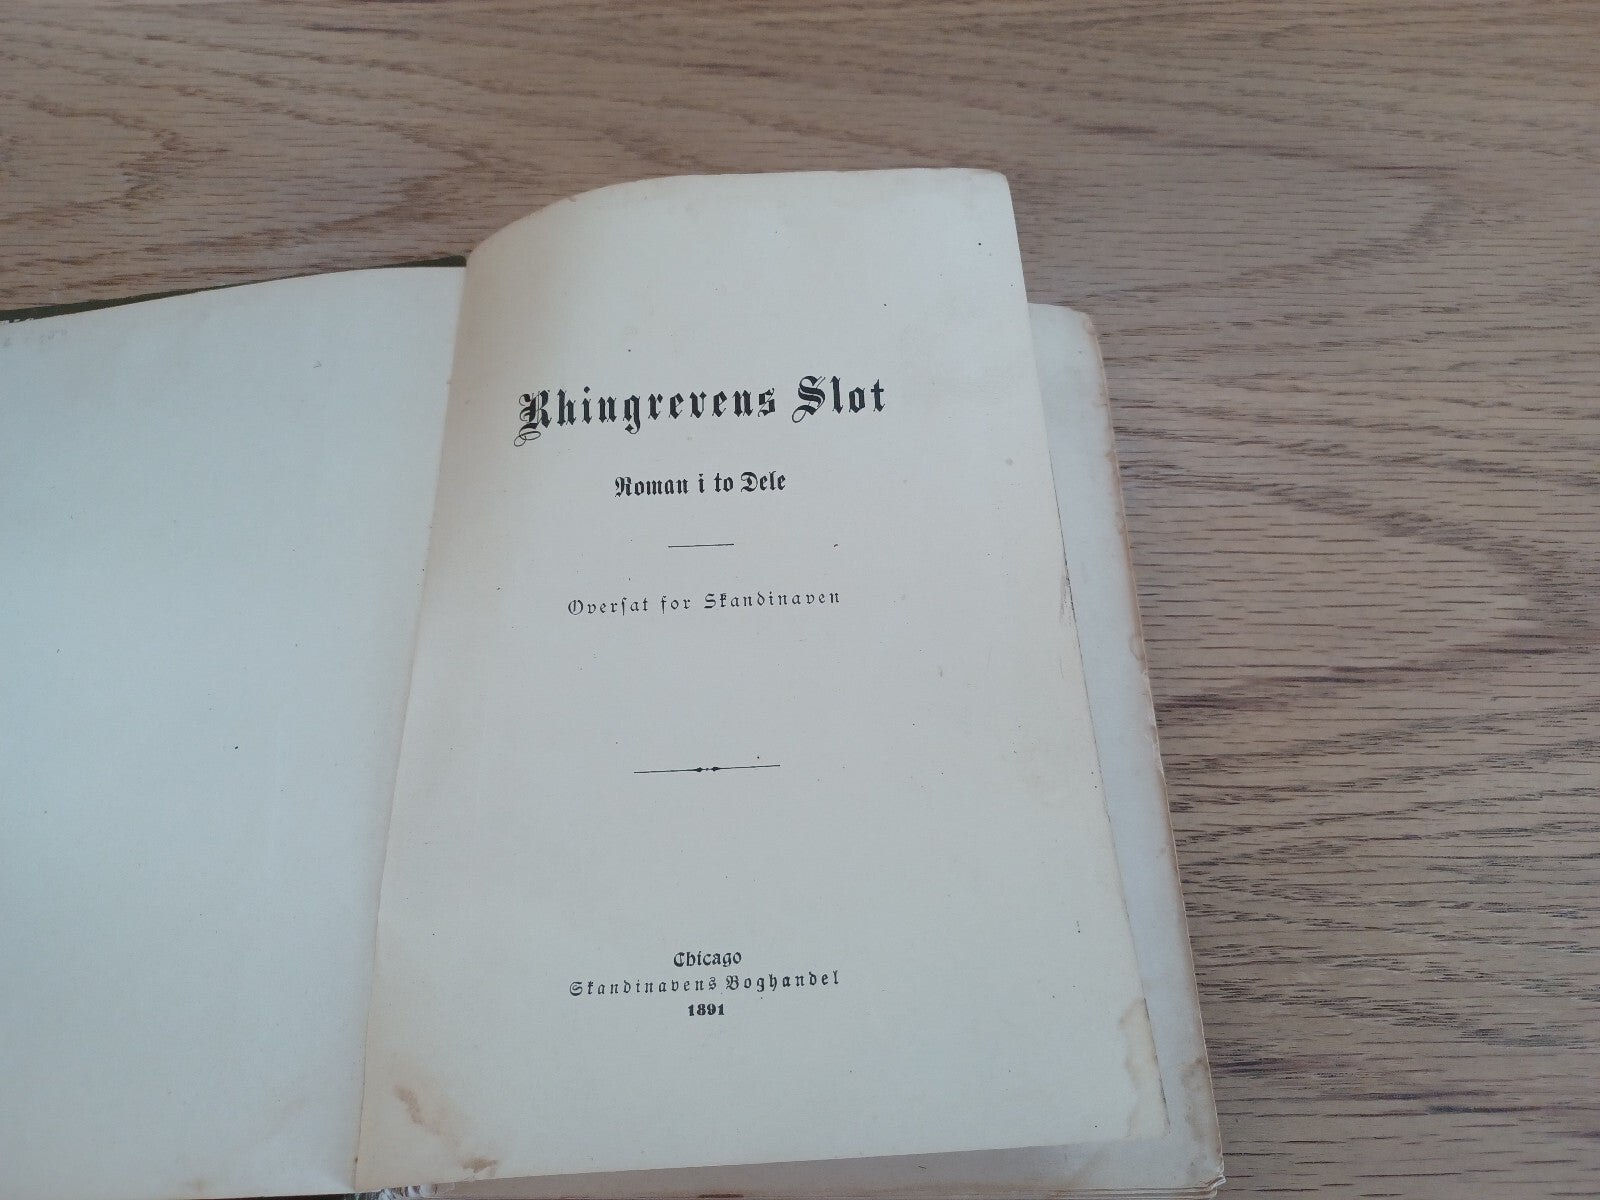 Rhingrevens Slot
Roman i to Dele
Overſat for Skandinaven
Chicago
Skandinavens Boghandel
1891